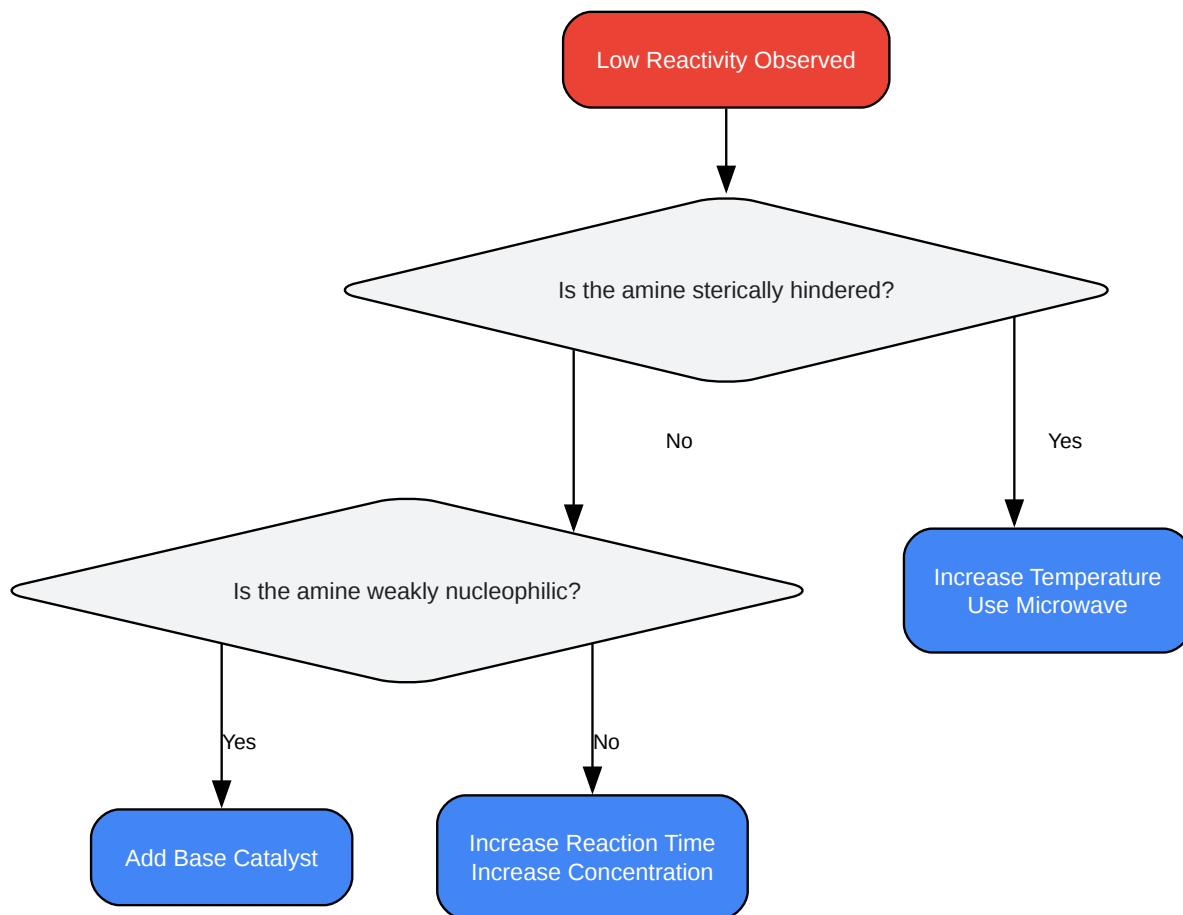 Low Reactivity Observed
Is the amine sterically hindered?
No
Yes
Is the amine weakly nucleophilic?
Increase Temperature
Use Microwave
Yes
No
Add Base Catalyst
Increase Reaction Time
Increase Concentration